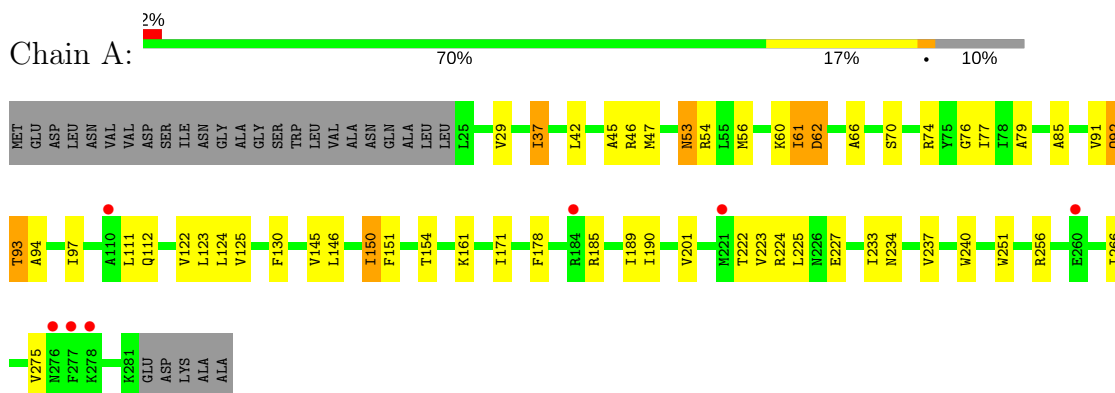 2%
Chain A:
70% 17% • 10%
MET GLU ASP LEU ASN VAL VAL ASP SER ILE ASN GLY ALA GLY SER TRP LEU VAL ALA ASN GLN ALA LEU LEU L25 V29 I37 L42 A45 R46 M47 N53 R54 L55 M56 K60 I61 D62 A66 S70 R74 Y75 G76 I77 I78 A79 A85 V91
T93 A94 I97 A110 L111 Q112 V122 L123 L124 V125 F130 V145 L146 I150 F151 T154 K161 I171 F178 R184 R185 I189 I190 V201 M221 T222 V223 R224 L225 N226 E227 I233 N234 V237 W240 W251 R256 E260
V275 N276 F277 K278 K281 GLU ASP LYS ALA ALA